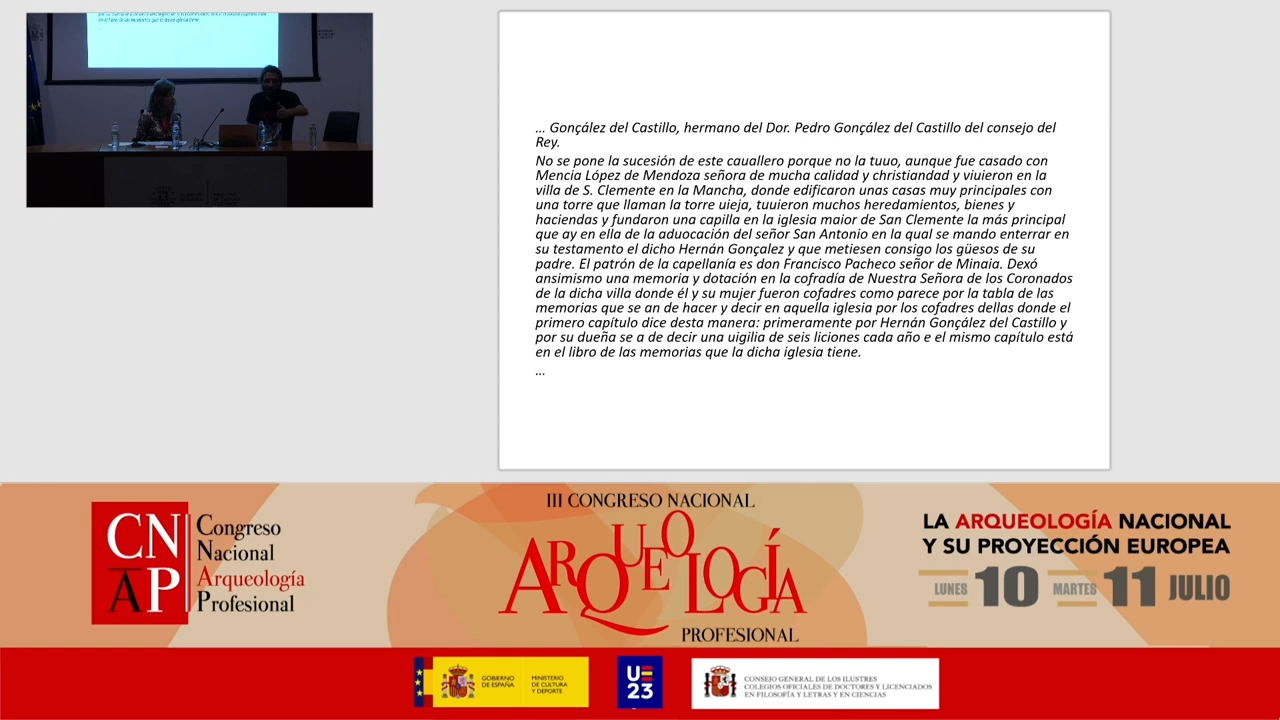 ... Gonçález del Castillo, hermano del Dor. Pedro Gonçález del Castillo del consejo del
Rey.
No se pone la sucesión de este cauallero porque no la tuuo, aunque fue casado con
Mencia López de Mendoza señora de mucha calidad y christiandad y viuieron en la
villa de S. Clemente en la Mancha, donde edificaron unas casas muy principales con
una torre que llaman la torre uieja, tuuieron muchos heredamientos, bienes y
haciendas y fundaron una capilla en la iglesia maior de San Clemente la más principal
que ay en ella de la aduocación del señor San Antonio en la qual se mando enterrar en
su testamento el dicho Hernán Gonçalez y que metiesen consigo los güesos de su
padre. El patrón de la capellanía es don Francisco Pacheco señor de Minaia. Dexó
ansimismo una memoria y dotación en la cofradía de Nuestra Señora de los Coronados
de la dicha villa donde él y su mujer fueron cofadres como parece por la tabla de las
memorias que se an de hacer y decir en aquella iglesia por los cofadres dellas donde el
primero capítulo dice desta manera: primeramente por Hernán Gonçález del Castillo y
por su dueña se a de decir una uigilia de seis liciones cada año e el mismo capítulo está
en el libro de las memorias que la dicha iglesia tiene.
...
CN
AP
Congreso
Nacional
Arqueología
Profesional
III CONGRESO NACIONAL
ARQUEOLOGÍA
PROFESIONAL
LA ARQUEOLOGÍA NACIONAL
Y SU PROYECCIÓN EUROPEA
LUNES 10 MARTES 11 JULIO
GOBIERNO
DE ESPAÑA
MINISTERIO
DE CULTURA
Y DEPORTE
UE
23
CONSEJO GENERAL DE LOS ILUSTRES
COLEGIOS OFICIALES DE DOCTORES Y LICENCIADOS
EN FILOSOFÍA Y LETRAS Y EN CIENCIAS